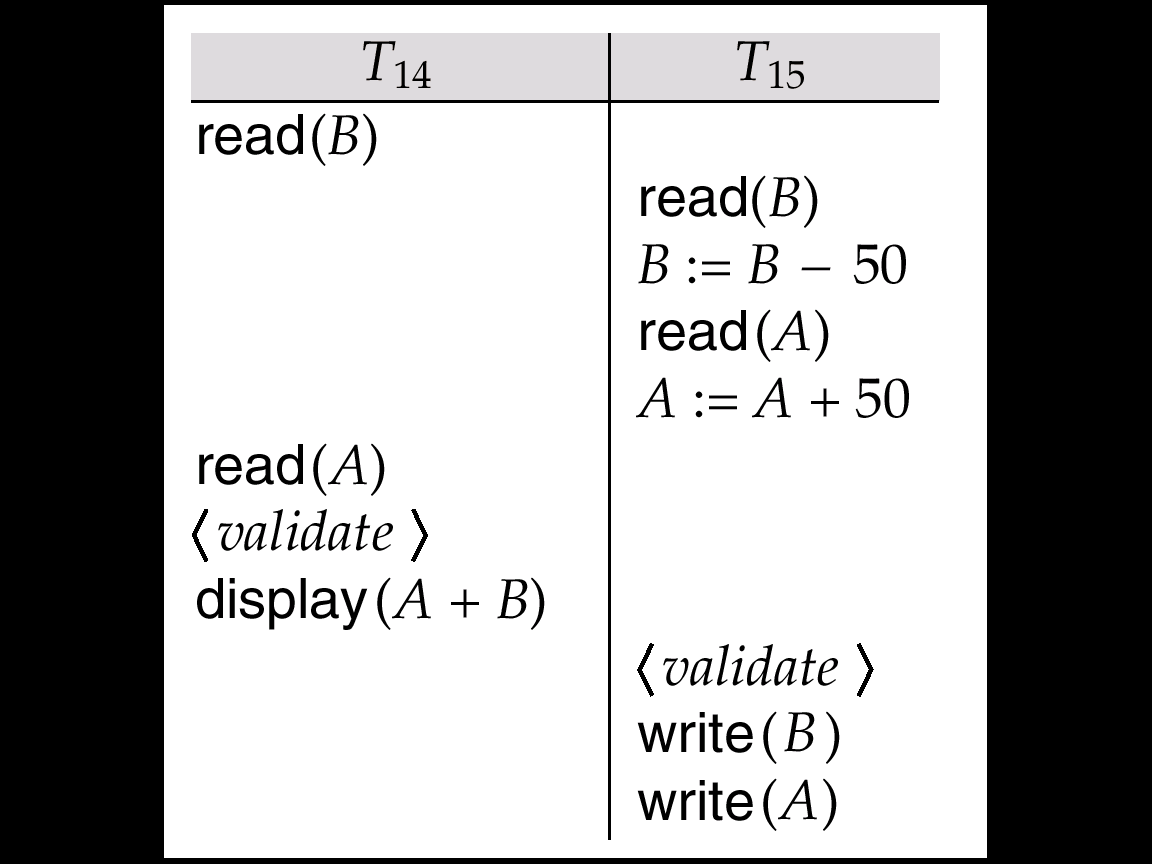 T14 T15
read(B)
read(B)
B := B – 50
read(A)
A := A + 50
read(A)
⟨validate⟩
display(A + B)
⟨validate⟩
write(B)
write(A)